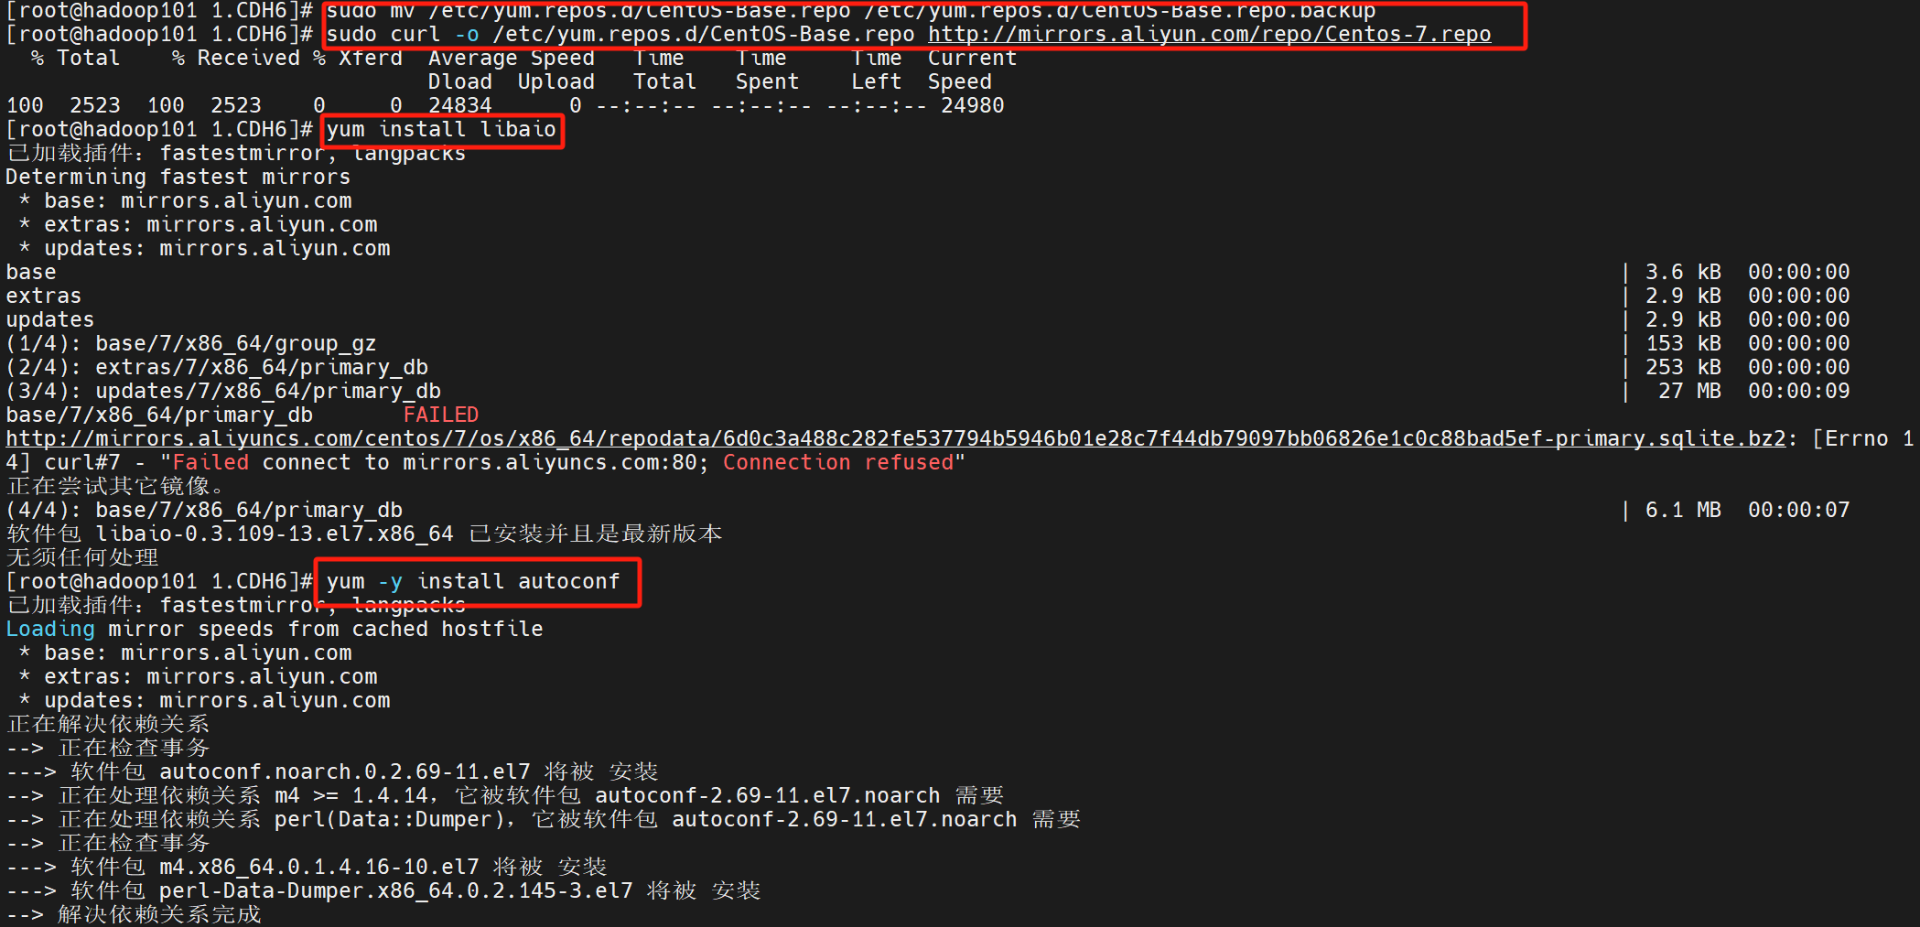 [root@hadoop101 1.CDH6]# sudo mv /etc/yum.repos.d/CentOS-Base.repo /etc/yum.repos.d/CentOS-Base.repo.backup
[root@hadoop101 1.CDH6]# sudo curl -o /etc/yum.repos.d/CentOS-Base.repo http://mirrors.aliyun.com/repo/Centos-7.repo
  % Total    % Received % Xferd  Average Speed   Time    Time     Time  Current
                                 Dload  Upload   Total   Spent    Left  Speed
100  2523  100  2523    0     0  24834      0 --:--:-- --:--:-- --:--:-- 24980
[root@hadoop101 1.CDH6]# yum install libaio
已加载插件：fastestmirror, langpacks
Determining fastest mirrors
 * base: mirrors.aliyun.com
 * extras: mirrors.aliyun.com
 * updates: mirrors.aliyun.com
base | 3.6 kB  00:00:00
extras | 2.9 kB  00:00:00
updates | 2.9 kB  00:00:00
(1/4): base/7/x86_64/group_gz | 153 kB  00:00:00
(2/4): extras/7/x86_64/primary_db | 253 kB  00:00:00
(3/4): updates/7/x86_64/primary_db |  27 MB  00:00:09
base/7/x86_64/primary_db       FAILED
http://mirrors.aliyuncs.com/centos/7/os/x86_64/repodata/6d0c3a488c282fe537794b5946b01e28c7f44db79097bb06826e1c0c88bad5ef-primary.sqlite.bz2: [Errno 1
4] curl#7 - "Failed connect to mirrors.aliyuncs.com:80; Connection refused"
正在尝试其它镜像。
(4/4): base/7/x86_64/primary_db | 6.1 MB  00:00:07
软件包 libaio-0.3.109-13.el7.x86_64 已安装并且是最新版本
无须任何处理
[root@hadoop101 1.CDH6]# yum -y install autoconf
已加载插件：fastestmirror, langpacks
Loading mirror speeds from cached hostfile
 * base: mirrors.aliyun.com
 * extras: mirrors.aliyun.com
 * updates: mirrors.aliyun.com
正在解决依赖关系
--> 正在检查事务
---> 软件包 autoconf.noarch.0.2.69-11.el7 将被 安装
--> 正在处理依赖关系 m4 >= 1.4.14，它被软件包 autoconf-2.69-11.el7.noarch 需要
--> 正在处理依赖关系 perl(Data::Dumper)，它被软件包 autoconf-2.69-11.el7.noarch 需要
--> 正在检查事务
---> 软件包 m4.x86_64.0.1.4.16-10.el7 将被 安装
---> 软件包 perl-Data-Dumper.x86_64.0.2.145-3.el7 将被 安装
--> 解决依赖关系完成